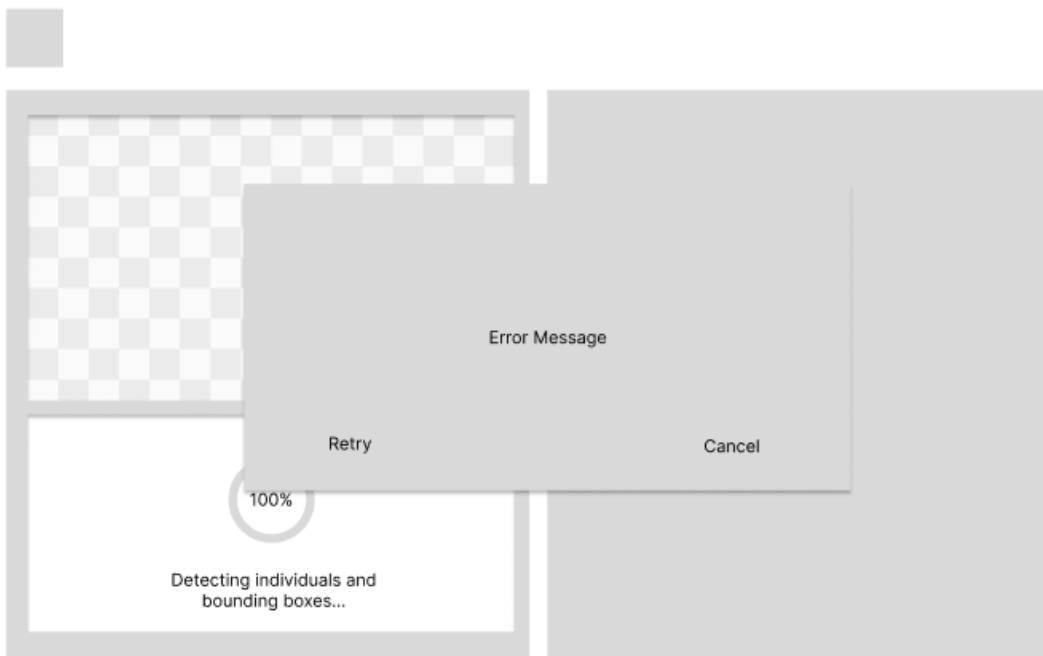 Error Message
Retry
Cancel
100%
Detecting individuals and
bounding boxes...